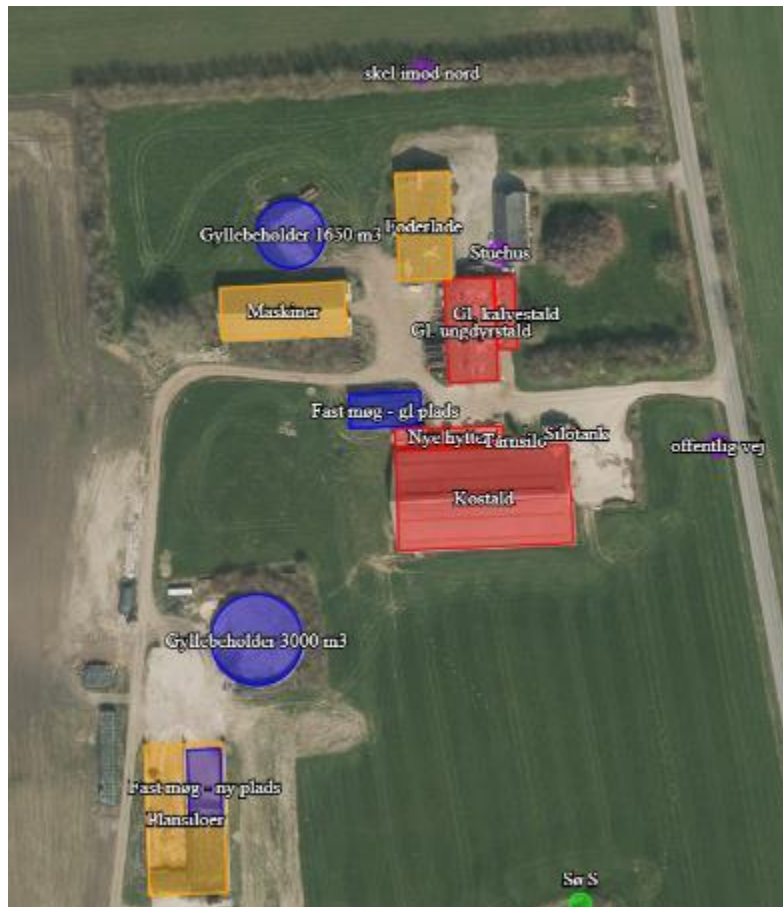 skel imod nord
Gyllebeholder 1650 m3
Foderlade
Stuehus
Maskiner
Gl. kalvestald
Gl. ungdyrstald
Fast møg - gl plads
Nye hytter
Tårnsilo
Silotank
offentlig vej
Kostald
Gyllebeholder 3000 m3
Fast møg - ny plads
Plansiloer
Sø S